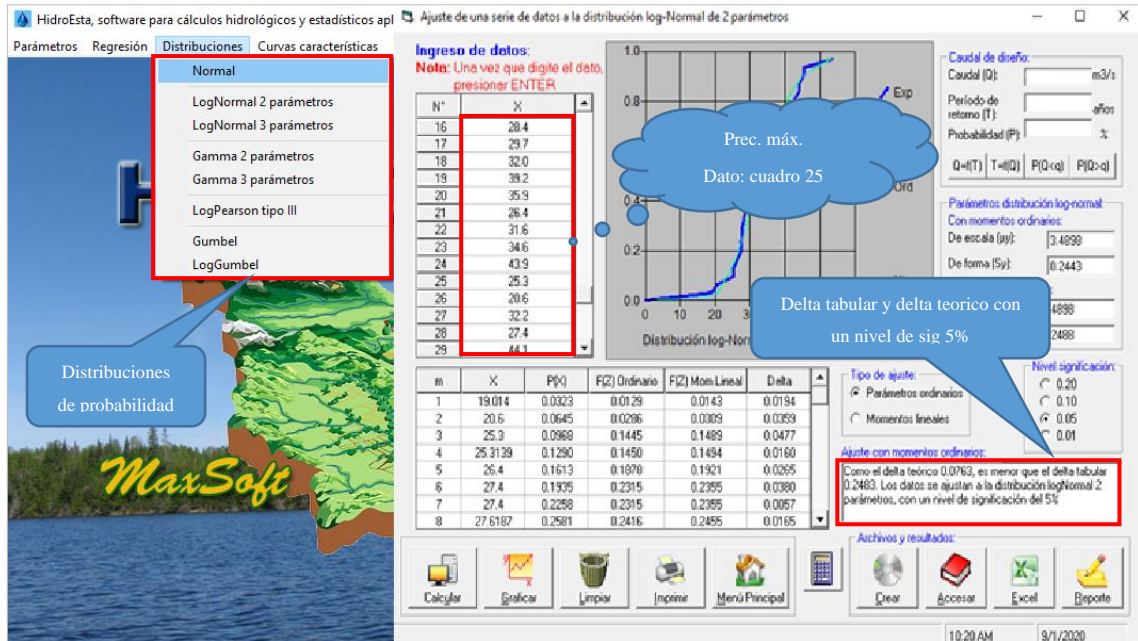 HidroEsta, software para cálculos hidrológicos y estadísticos apl
Parámetros Regresión Distribuciones Curvas características
Normal
LogNormal 2 parámetros
LogNormal 3 parámetros
Gamma 2 parámetros
Gamma 3 parámetros
LogPearson tipo III
Gumbel
LogGumbel
H
Distribuciones
de probabilidad
MaxSoft
Ajuste de una serie de datos a la distribución log-Normal de 2 parámetros
Ingreso de datos:
Nota: Una vez que digite el dato,
presionar ENTER
N° X
16 28.4
17 29.7
18 32.0
19 39.2
20 35.9
21 26.4
22 31.6
23 34.6
24 43.9
25 25.3
26 20.6
27 32.2
28 27.4
29 44.1
1.0
0.8
0.4
0.2
0.0
0 10 20 3
Exp
Ord
Distribución log-Nor
Prec. máx.
Dato: cuadro 25
Caudal de diseño:
Caudal (Q): m3/s
Período de
retorno (T): años
Probabilidad (P): %
Q=f(T) T=f(Q) P(Q<q) P(Q>q)
Parámetros distribución log-normal:
Con momentos ordinarios:
De escala (μy): 3.4898
De forma (Sy): 0.2443
4898
2488
Delta tabular y delta teorico con
un nivel de sig 5%
m X P(X) F(Z) Ordinario F(Z) Mom Lineal Delta
1 19.014 0.0323 0.0129 0.0143 0.0194
2 20.6 0.0645 0.0286 0.0309 0.0359
3 25.3 0.0968 0.1445 0.1489 0.0477
4 25.3139 0.1290 0.1450 0.1494 0.0160
5 26.4 0.1613 0.1878 0.1921 0.0265
6 27.4 0.1935 0.2315 0.2355 0.0380
7 27.4 0.2258 0.2315 0.2355 0.0057
8 27.6187 0.2581 0.2416 0.2455 0.0165
Tipo de ajuste:
Parámetros ordinarios
Momentos lineales
Nivel significación:
0.20
0.10
0.05
0.01
Ajuste con momentos ordinarios:
Como el delta teórico 0.0763, es menor que el delta tabular
0.2483. Los datos se ajustan a la distribución logNormal 2
parámetros, con un nivel de significación del 5%
Archivos y resultados:
Calcular Graficar Limpiar Imprimir Menú Principal Crear Accesar Excel Reporte
10:20 AM 9/1/2020